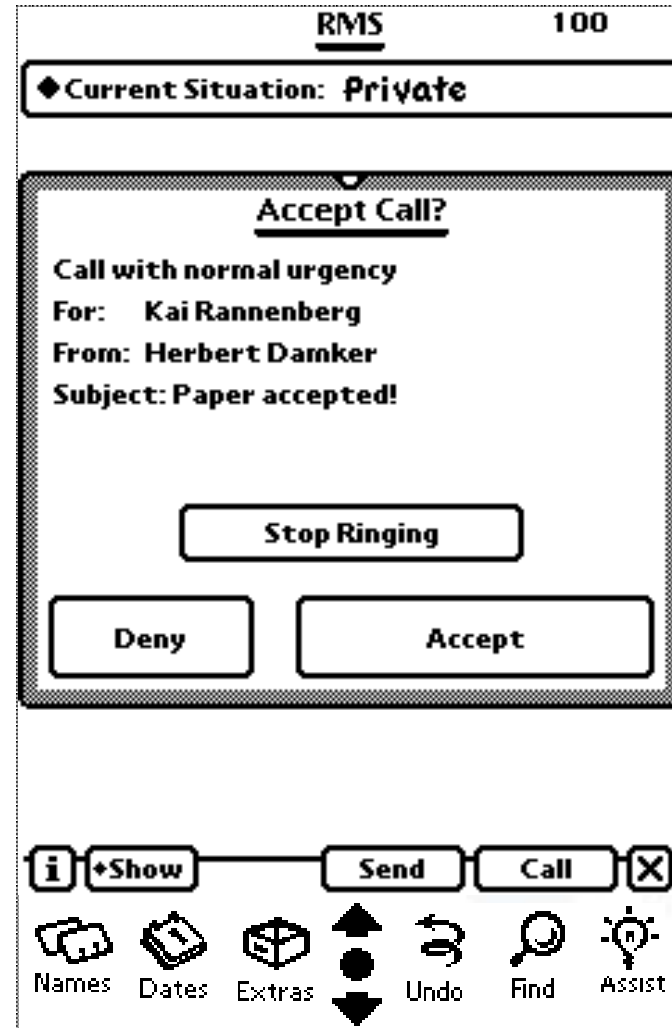 RMS 100
◆Current Situation: Private
Accept Call?
Call with normal urgency
For: Kai Rannenberg
From: Herbert Damker
Subject: Paper accepted!
Stop Ringing
Deny Accept
i ◆Show Send Call X
Names Dates Extras Undo Find Assist